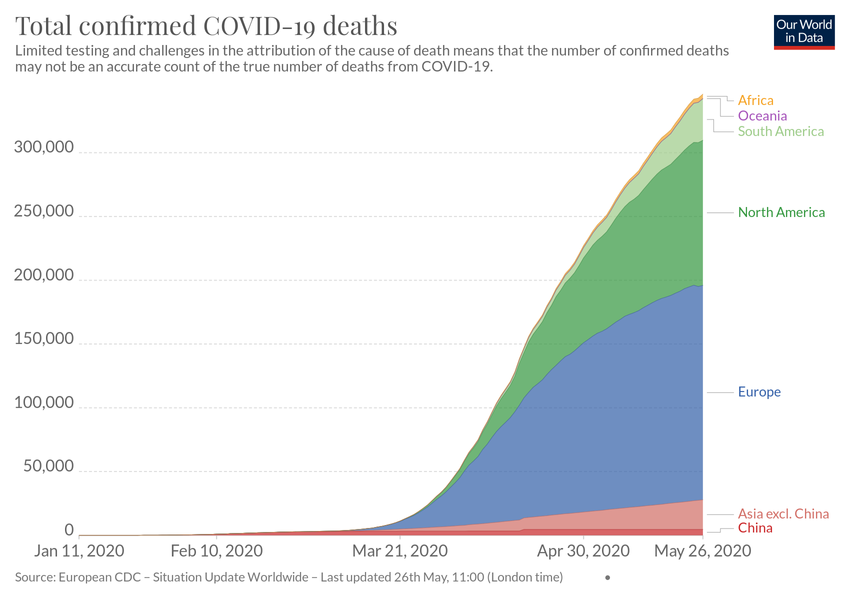 Total confirmed COVID-19 deaths
Our World
in Data
Limited testing and challenges in the attribution of the cause of death means that the number of confirmed deaths
may not be an accurate count of the true number of deaths from COVID-19.
Africa
Oceania
South America
300,000
250,000
North America
200,000
150,000
100,000
Europe
50,000
Asia excl. China
China
0
Jan 11, 2020
Feb 10, 2020
Mar 21, 2020
Apr 30, 2020
May 26, 2020
Source: European CDC – Situation Update Worldwide – Last updated 26th May, 11:00 (London time)